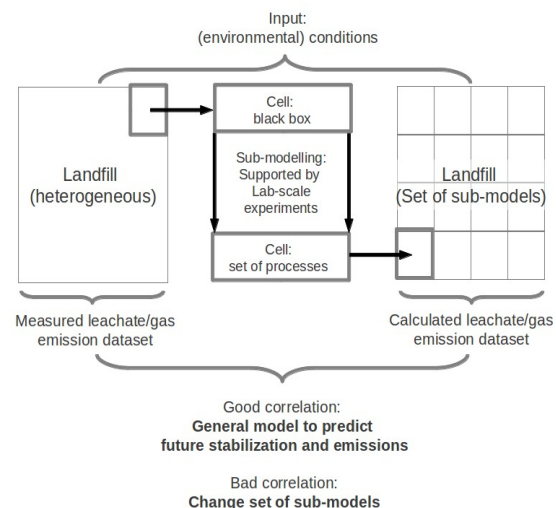 Input:
(environmental) conditions
Cell:
black box
Landfill
(heterogeneous)
Sub-modelling:
Supported by
Lab-scale
experiments
Landfill
(Set of sub-models)
Cell:
set of processes
Measured leachate/gas
emission dataset
Calculated leachate/gas
emission dataset
Good correlation:
General model to predict
future stabilization and emissions
Bad correlation:
Change set of sub-models